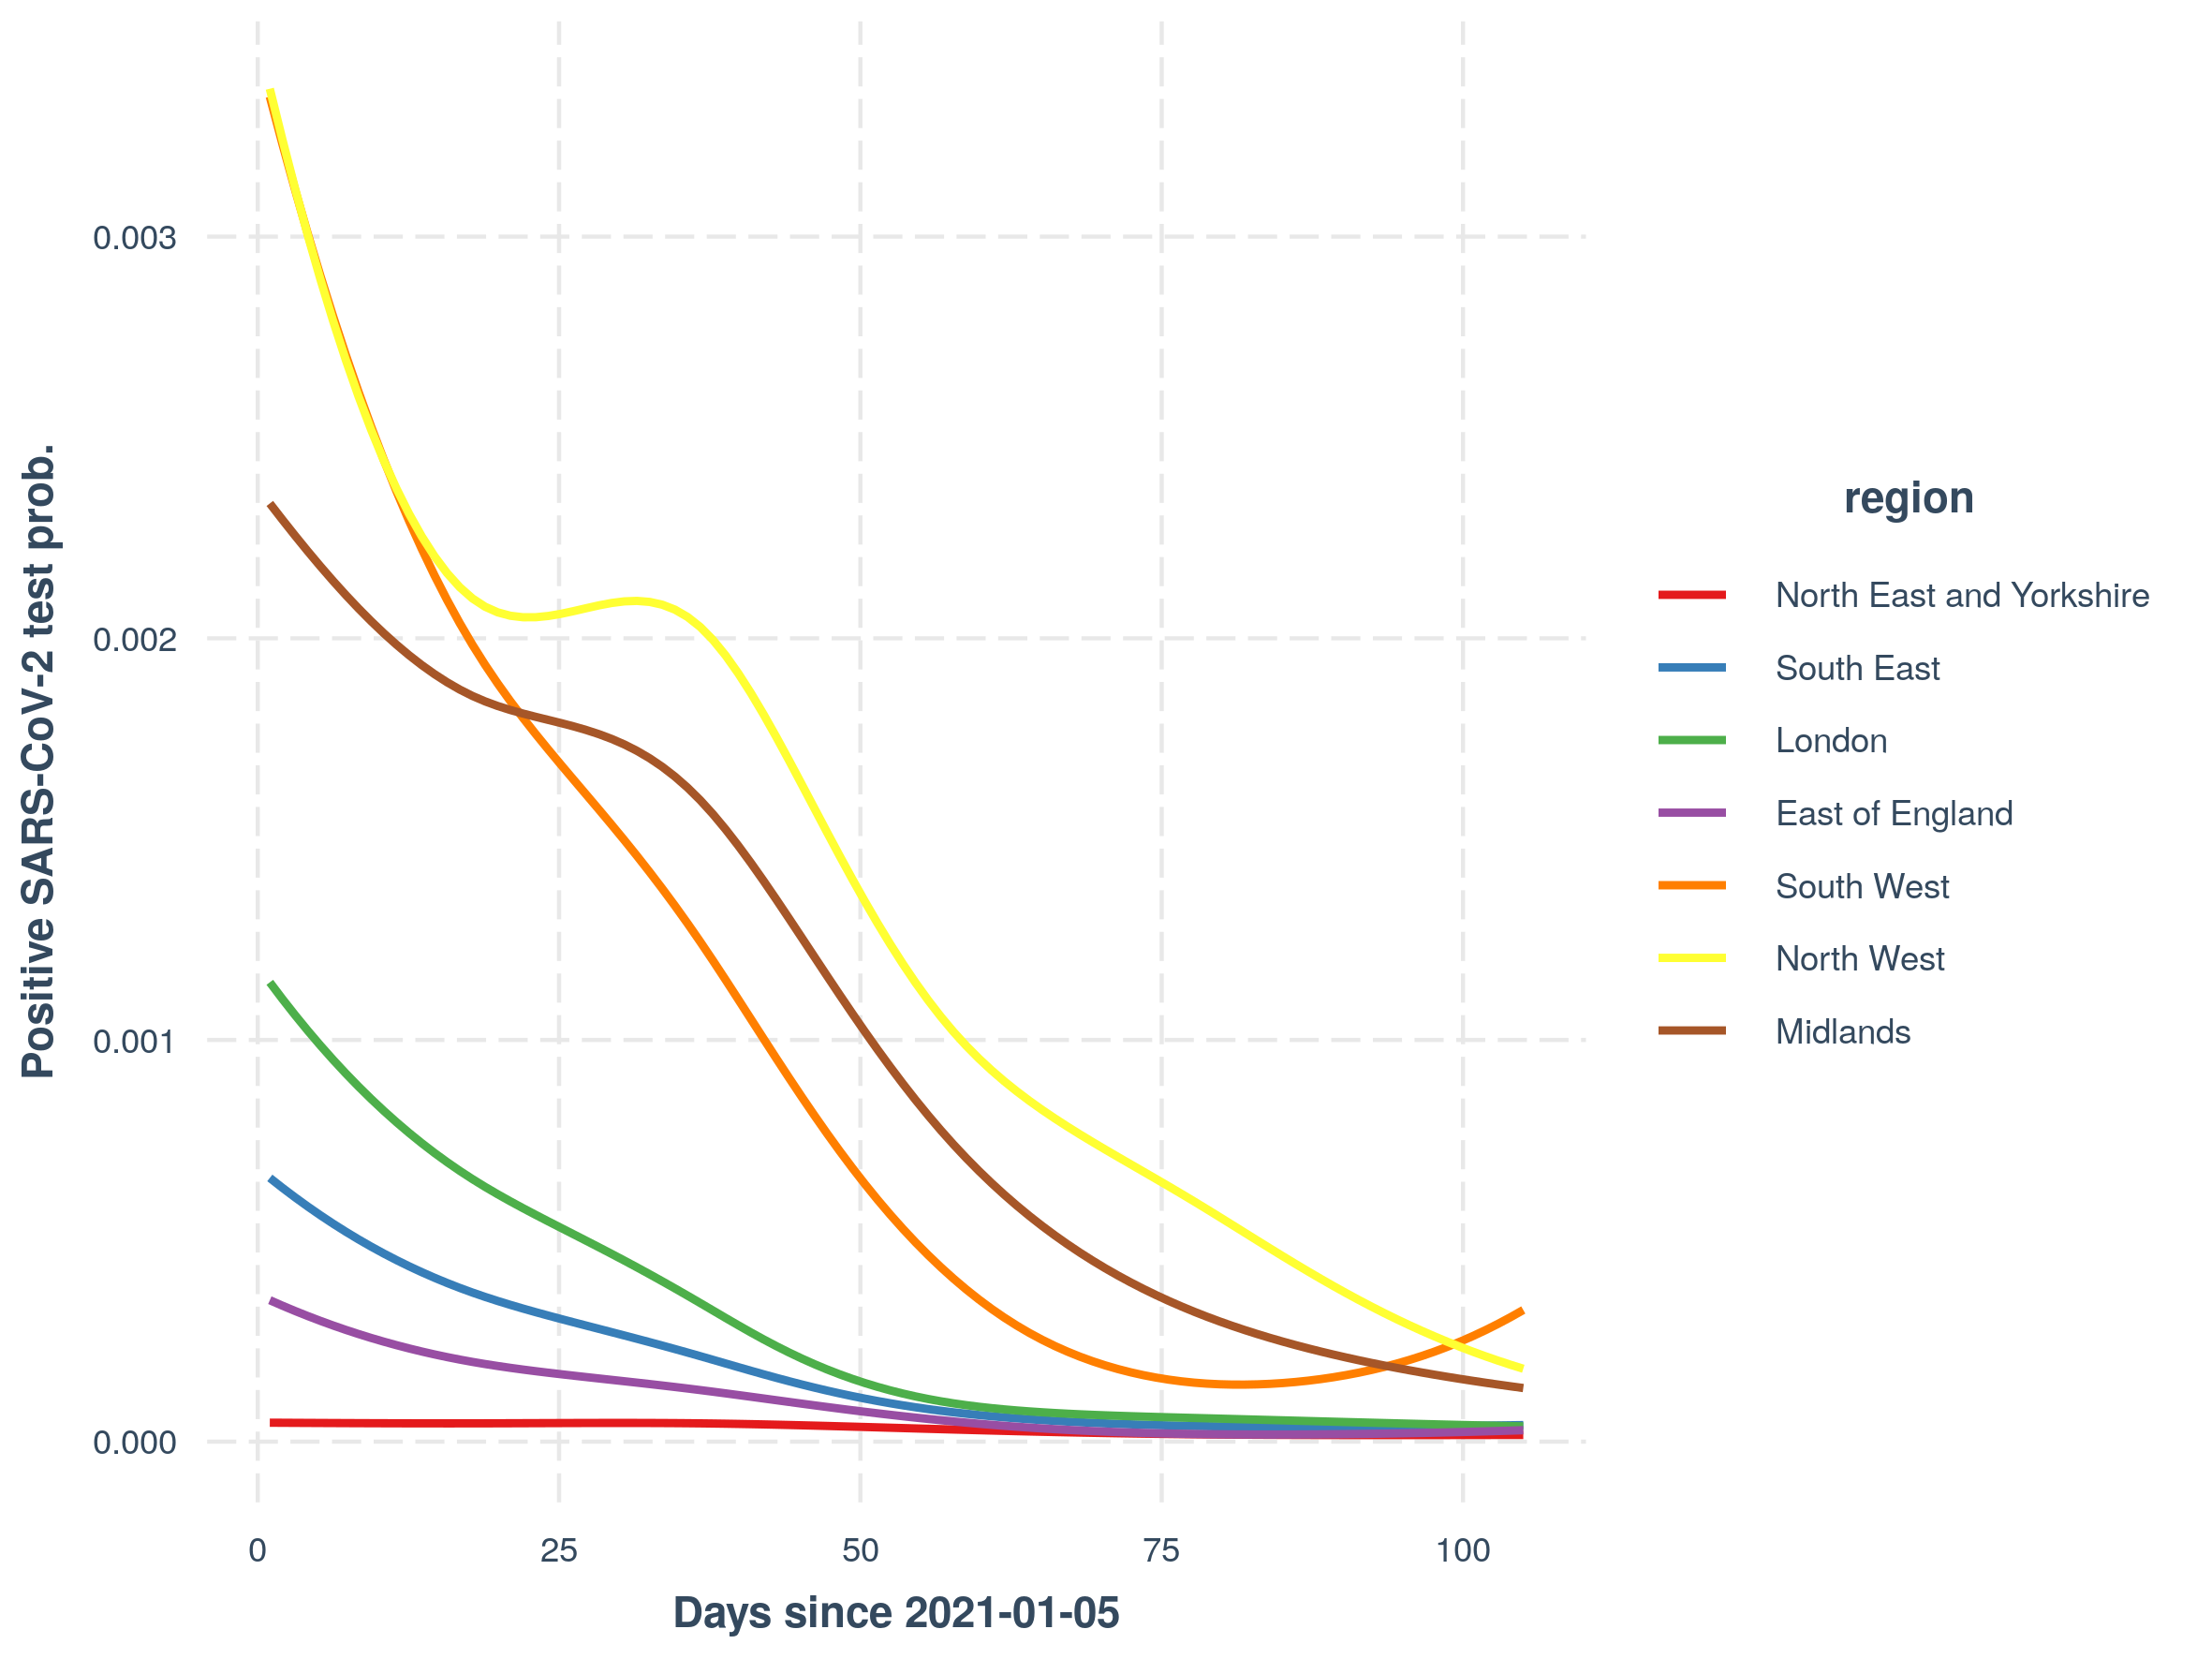 Positive SARS-CoV-2 test prob.
0.003
0.002
0.001
0.000
0 25 50 75 100
Days since 2021-01-05
region
North East and Yorkshire
South East
London
East of England
South West
North West
Midlands